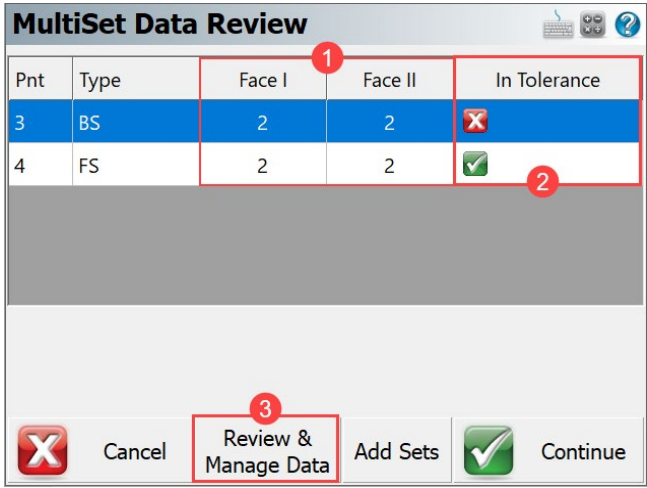 MultiSet Data Review
1
Pnt Type Face I Face II In Tolerance
3 BS 2 2
4 FS 2 2
2
3
Cancel Review & Manage Data Add Sets Continue